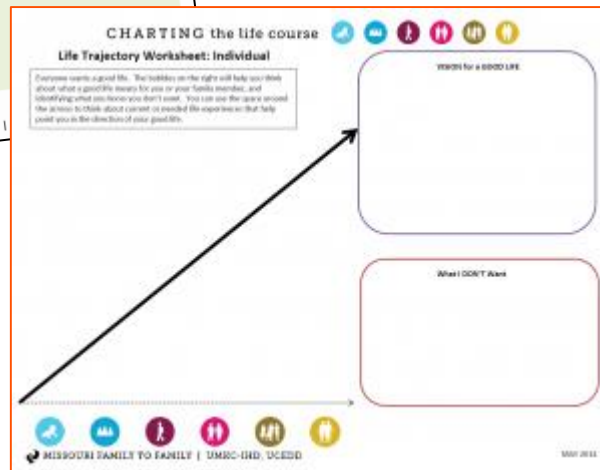 CHARTING the life course
Life Trajectory Worksheet: Individual
Everyone wants a good life. The bubbles on the right will help you think
about what a good life means for you or your family member, and
identifying what you know you don't want. You can use the space around
the arrows to think about current or needed life experiences that help
point you in the direction of your good life.
VISION for a GOOD LIFE
What I DON'T Want
MISSOURI FAMILY TO FAMILY | UMKC-IHD, UCEDD
MAY 2014